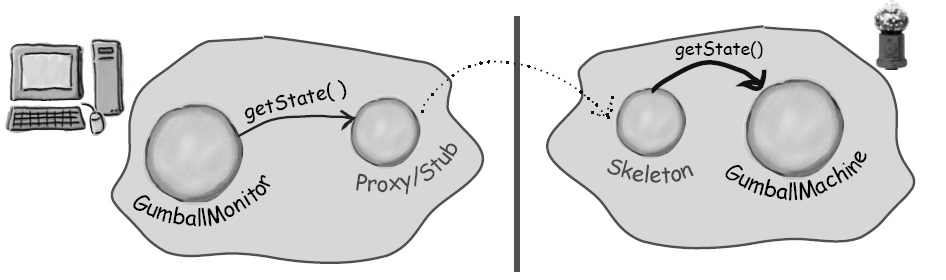 getState()
GumballMonitor
Proxy/Stub
getState()
Skeleton
GumballMachine